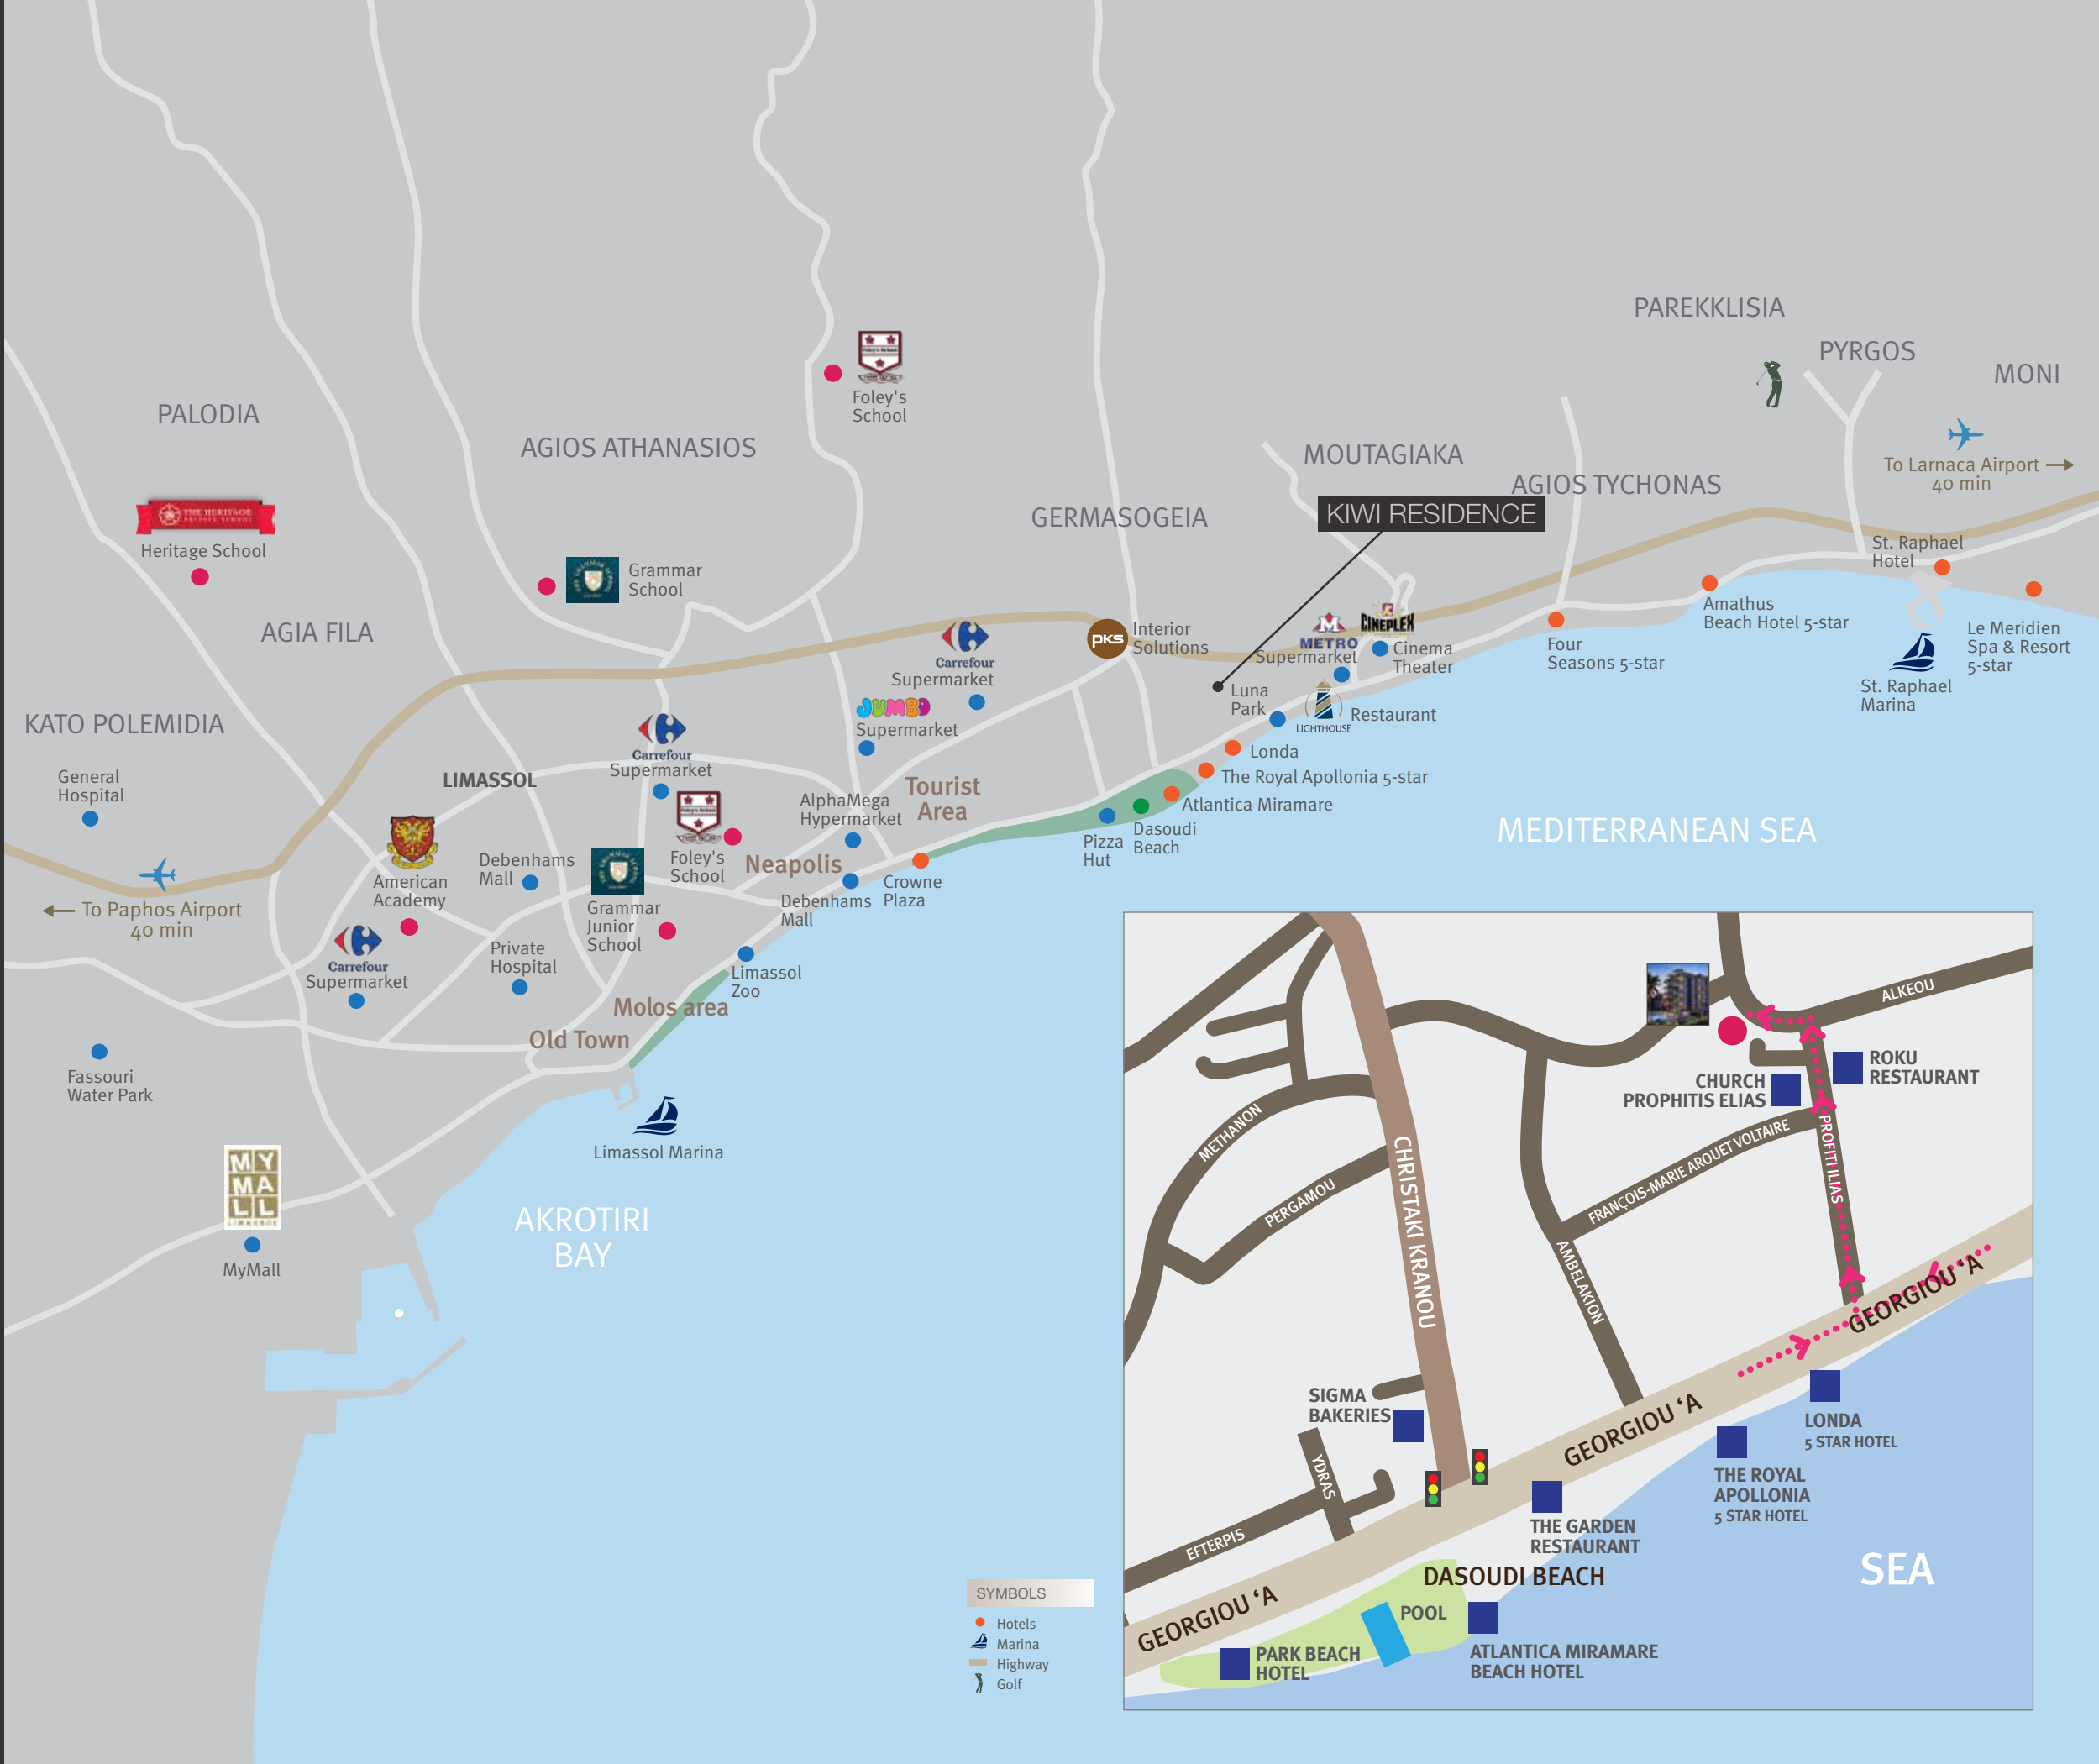 PAREKKLISIA
PYRGOS
MONI
To Larnaca Airport
40 min
PALODIA
AGIOS ATHANASIOS
Foley's
School
MOUTAGIAKA
AGIOS TYCHONAS
GERMASOGEIA
KIWI RESIDENCE
THE HERITAGE
PRIVATE SCHOOL
Heritage School
Grammar
School
AGIA FILA
St. Raphael
Hotel
Amathus
Beach Hotel 5-star
Le Meridien
Spa & Resort
5-star
St. Raphael
Marina
Four
Seasons 5-star
pks
Interior
Solutions
METRO
Supermarket
CINEPLEX
Cinema
Theater
Carrefour
Supermarket
JUMBO
Supermarket
Luna
Park
LIGHTHOUSE
Restaurant
Londa
The Royal Apollonia 5-star
Atlantica Miramare
Dasoudi
Beach
Pizza
Hut
KATO POLEMIDIA
General
Hospital
LIMASSOL
Carrefour
Supermarket
Tourist
Area
AlphaMega
Hypermarket
MEDITERRANEAN SEA
Foley's
School
Neapolis
Debenhams
Mall
American
Academy
Grammar
Junior
School
Debenhams
Mall
Crowne
Plaza
To Paphos Airport
40 min
Carrefour
Supermarket
Private
Hospital
Limassol
Zoo
Molos area
Old Town
Fassouri
Water Park
Limassol Marina
MY
MA
LL
LIMASSOL
MyMall
AKROTIRI
BAY
SYMBOLS
Hotels
Marina
Highway
Golf
ALKEOU
ROKU
RESTAURANT
CHURCH
PROPHITIS ELIAS
METHANON
PERGAMOU
CHRISTAKI KRANOU
FRANÇOIS-MARIE AROUET VOLTAIRE
PROFITI ILIAS
AMBELAKION
GEORGIOU ‘A
SIGMA
BAKERIES
YDRAS
EFTERPIS
GEORGIOU ‘A
LONDA
5 STAR HOTEL
THE ROYAL
APOLLONIA
5 STAR HOTEL
THE GARDEN
RESTAURANT
DASOUDI BEACH
SEA
GEORGIOU ‘A
POOL
PARK BEACH
HOTEL
ATLANTICA MIRAMARE
BEACH HOTEL